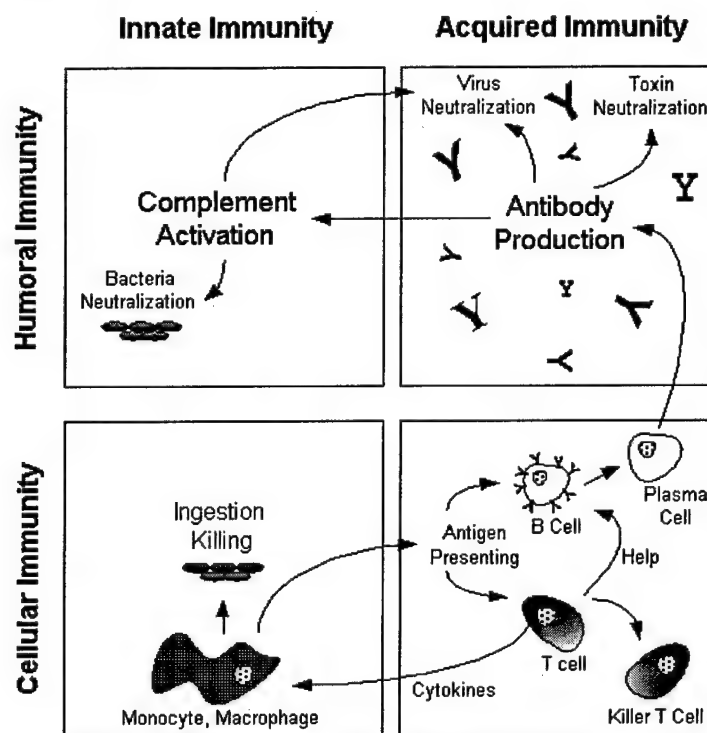 Innate Immunity
Acquired Immunity
Humoral Immunity
Virus
Neutralization
Toxin
Neutralization
Complement
Activation
Antibody
Production
Bacteria
Neutralization
Cellular Immunity
Ingestion
Killing
Antigen
Presenting
B Cell
Plasma
Cell
Help
T cell
Cytokines
Monocyte, Macrophage
Killer T Cell